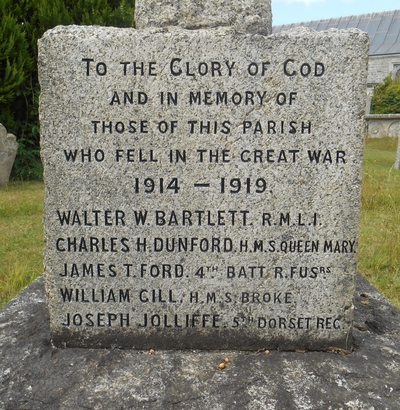 TO THE GLORY OF GOD
AND IN MEMORY OF
THOSE OF THIS PARISH
WHO FELL IN THE GREAT WAR
1914 – 1919.
WALTER W. BARTLETT. R.M.L.I.
CHARLES H. DUNFORD. H.M.S. QUEEN MARY.
JAMES T. FORD. 4TH BATT. R. FUSRS
WILLIAM GILL. H.M.S. BROKE.
JOSEPH JOLLIFFE. 5TH DORSET REG.